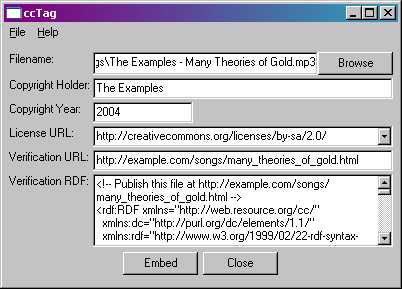 ccTag
File Help
Filename: gs\The Examples - Many Theories of Gold.mp3 Browse
Copyright Holder: The Examples
Copyright Year: 2004
License URL: http://creativecommons.org/licenses/by-sa/2.0/
Verification URL: http://example.com/songs/many_theories_of_gold.html
Verification RDF: <!-- Publish this file at http://example.com/songs/
many_theories_of_gold.html -->
<rdf:RDF xmlns="http://web.resource.org/cc/"
xmlns:dc="http://purl.org/dc/elements/1.1/"
xmlns:rdf="http://www.w3.org/1999/02/22-rdf-syntax-
Embed Close